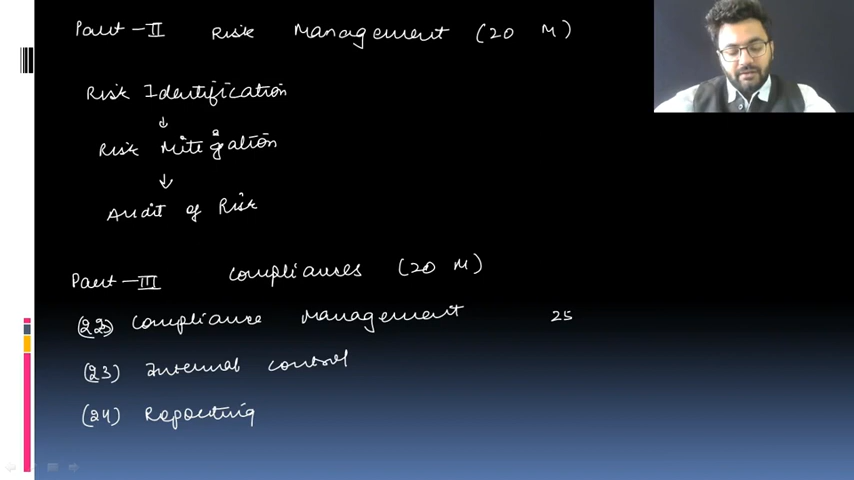 Part - II Risk Management (20 M)
Risk Identification
↓
Risk Mitigation
↓
Audit of Risk
Part - III Compliances (20 M)
(22) Compliance Management 25
(23) Internal control
(24) Reporting